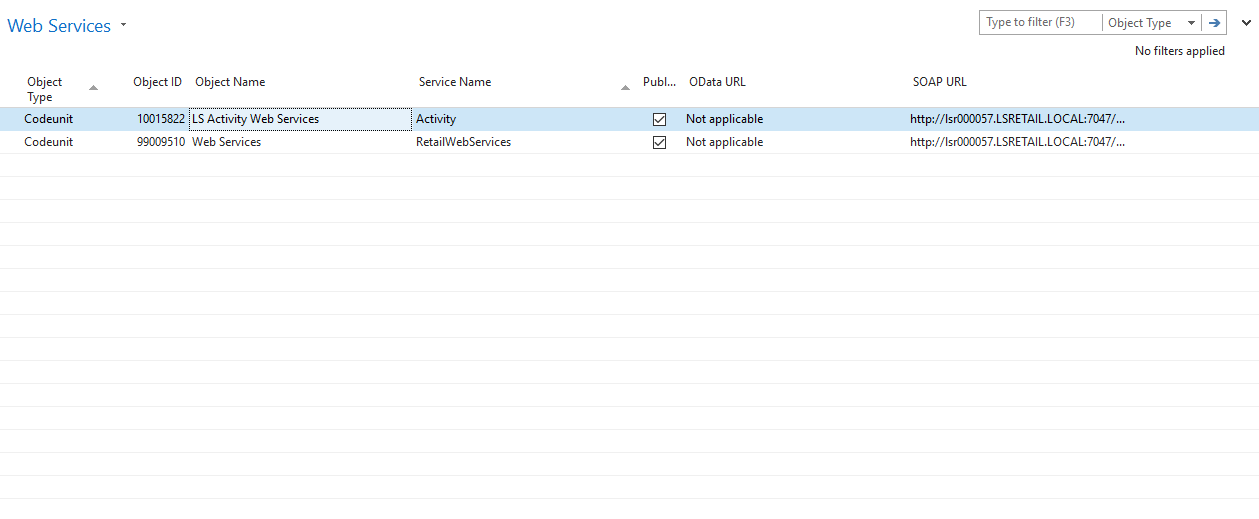 Web Services
Type to filter (F3) Object Type
No filters applied
Object Type Object ID Object Name Service Name Publ... OData URL SOAP URL
Codeunit 10015822 LS Activity Web Services Activity Not applicable http://lsr000057.LSRETAIL.LOCAL:7047/...
Codeunit 99009510 Web Services RetailWebServices Not applicable http://lsr000057.LSRETAIL.LOCAL:7047/...